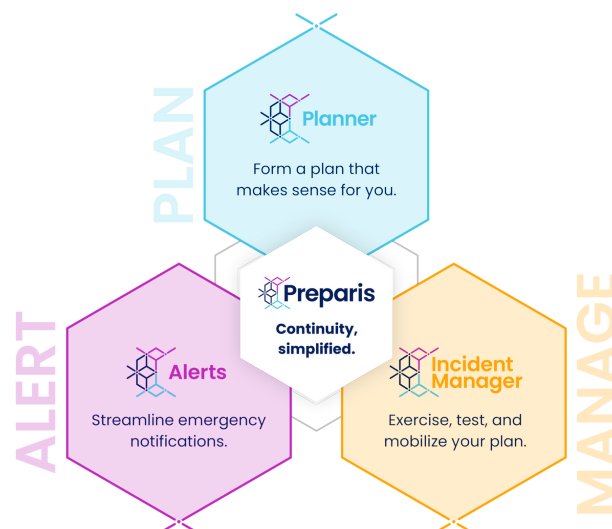 PLAN
Planner
Form a plan that
makes sense for you.
Preparis
Continuity,
simplified.
ALERT
Alerts
Streamline emergency
notifications.
Incident
Manager
Exercise, test, and
mobilize your plan.
MANAGE